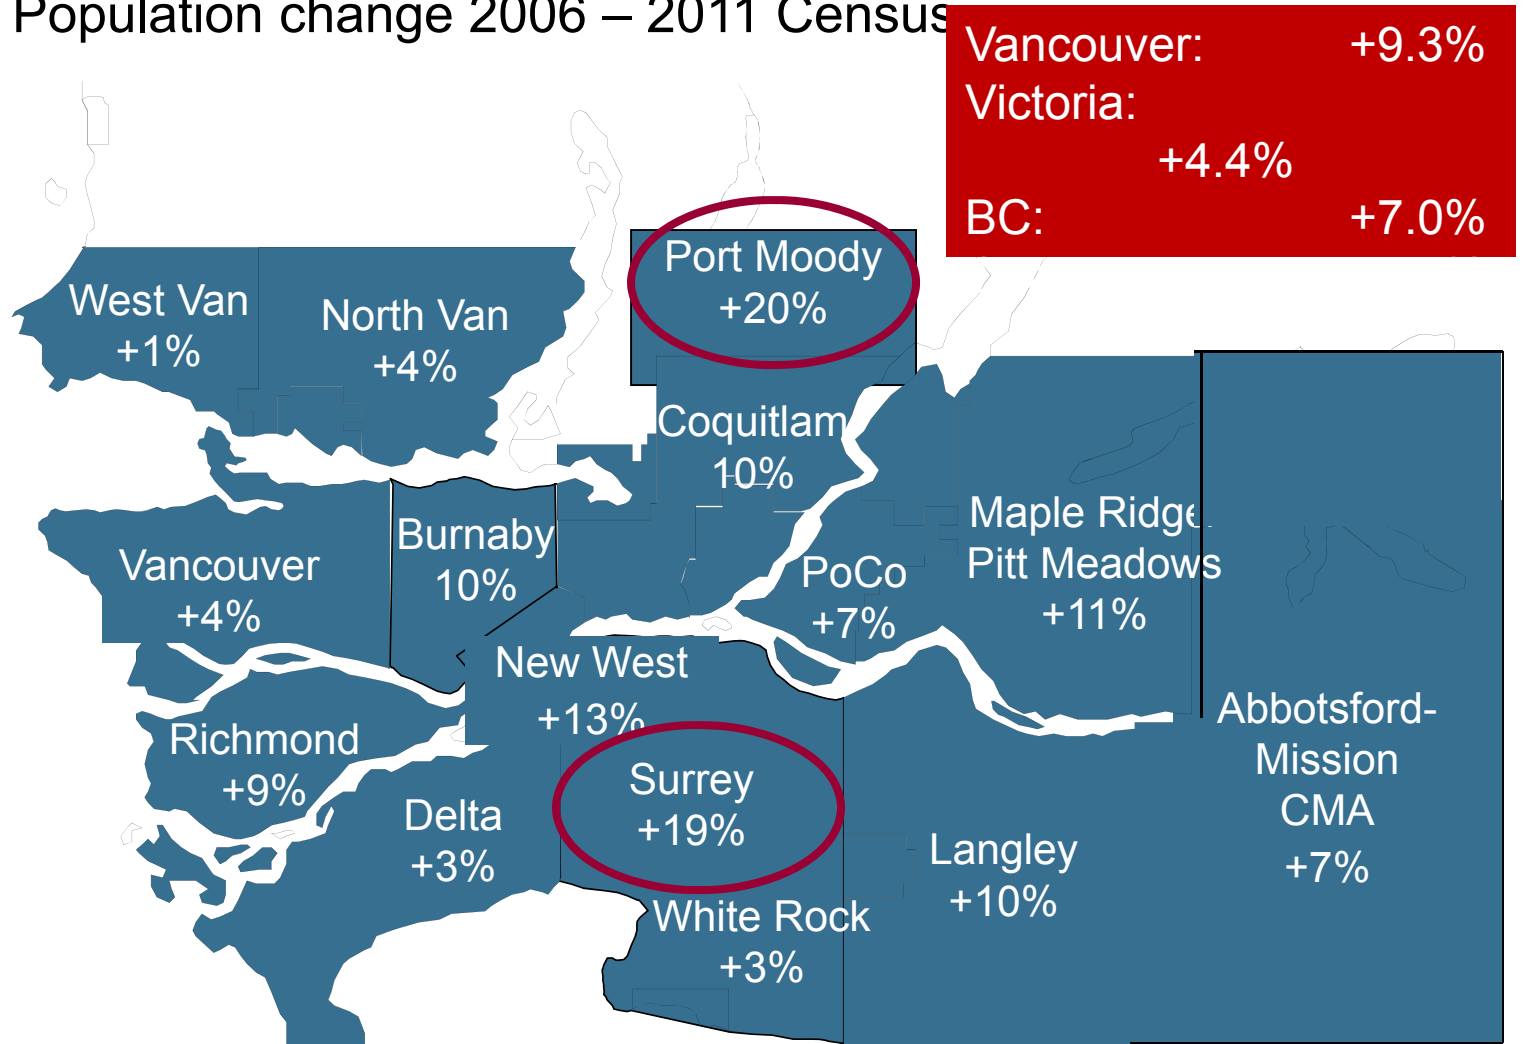 Population change 2006 – 2011 Census
Vancouver: +9.3%
Victoria:
+4.4%
BC: +7.0%
Port Moody
+20%
West Van
+1%
North Van
+4%
Coquitlam
10%
Burnaby
10%
Vancouver
+4%
Maple Ridge
Pitt Meadows
+11%
PoCo
+7%
New West
+13%
Richmond
+9%
Surrey
+19%
Delta
+3%
Abbotsford-
Mission
CMA
+7%
Langley
+10%
White Rock
+3%